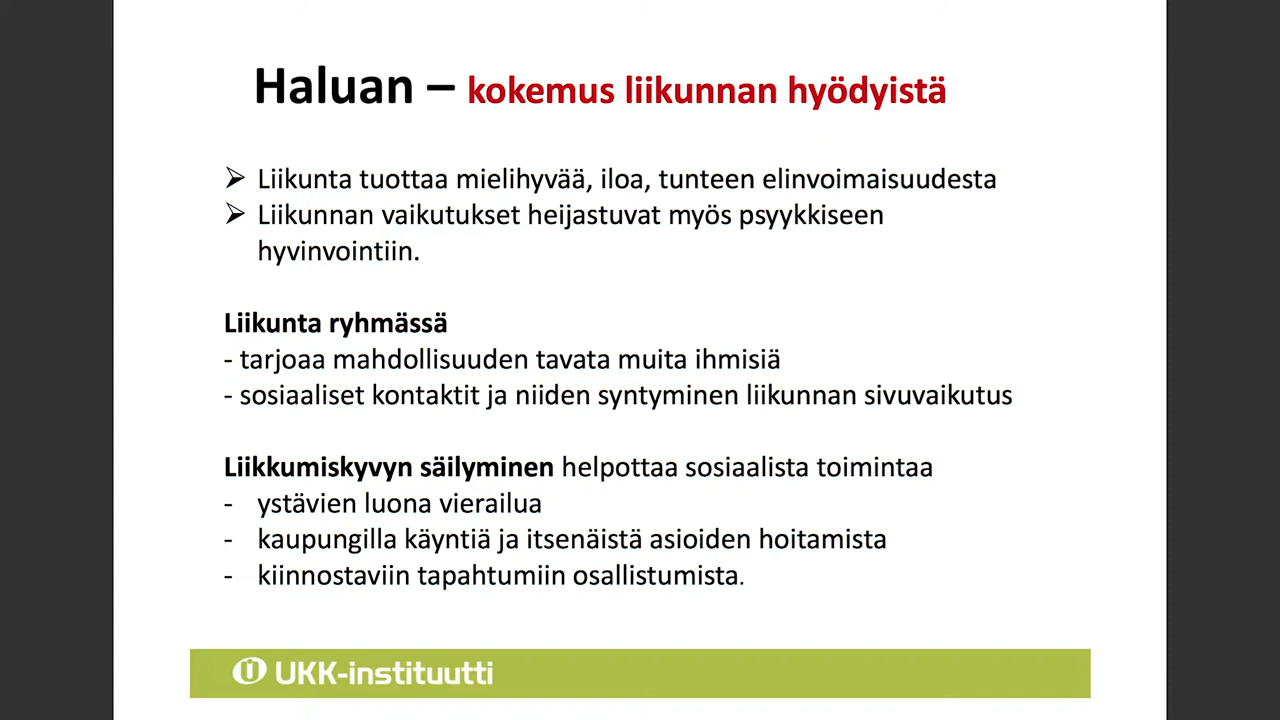 Haluan – kokemus liikunnan hyödyistä
➢ Liikunta tuottaa mielihyvää, iloa, tunteen elinvoimaisuudesta
➢ Liikunnan vaikutukset heijastuvat myös psyykkiseen
hyvinvointiin.
Liikunta ryhmässä
- tarjoaa mahdollisuuden tavata muita ihmisiä
- sosiaaliset kontaktit ja niiden syntyminen liikunnan sivuvaikutus
Liikkumiskyvyn säilyminen helpottaa sosiaalista toimintaa
- ystävien luona vierailua
- kaupungilla käyntiä ja itsenäistä asioiden hoitamista
- kiinnostaviin tapahtumiin osallistumista.
UKK-instituutti